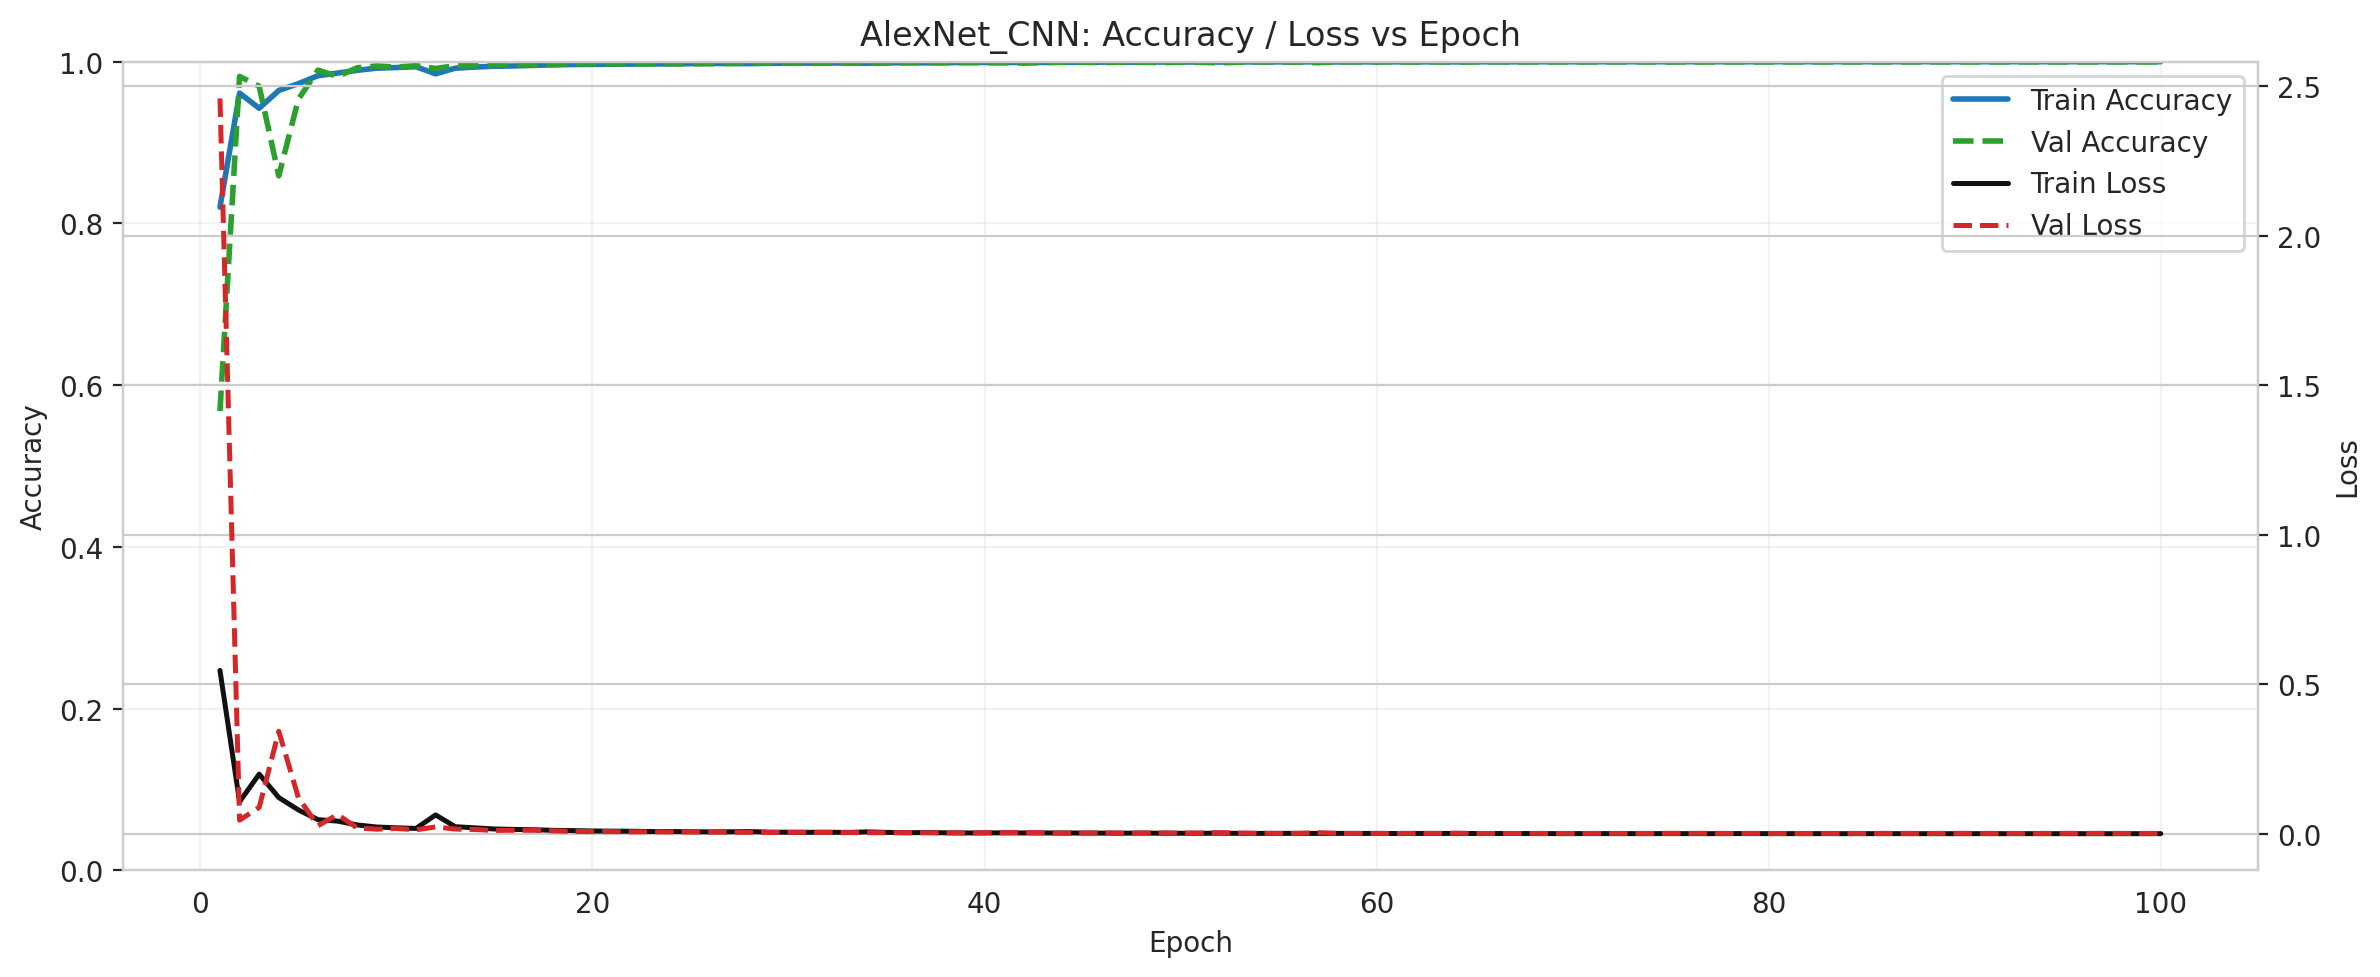 AlexNet_CNN: Accuracy / Loss vs Epoch
1.0
0.8
0.6
0.4
0.2
0.0
Accuracy
2.5
2.0
1.5
1.0
0.5
0.0
Loss
Train Accuracy
Val Accuracy
Train Loss
Val Loss
0 20 40 60 80 100
Epoch